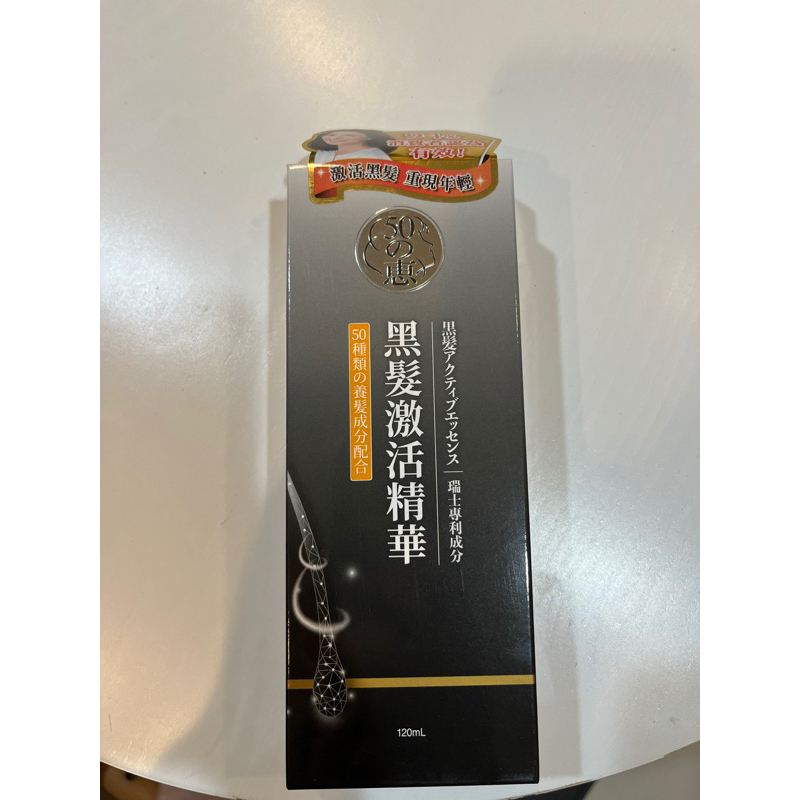 有效!
激活黑髮 重現年輕
50
の
恵
黒髪アクティブエッセンス
瑞士專利成分
黑髮激活精華
50種類の養髪成分配合
120mL